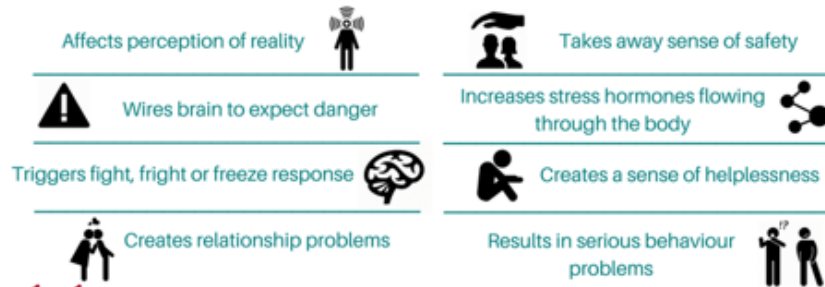 Affects perception of reality
Takes away sense of safety
Wires brain to expect danger
Increases stress hormones flowing
through the body
Triggers fight, fright or freeze response
Creates a sense of helplessness
Creates relationship problems
Results in serious behaviour
problems
!?